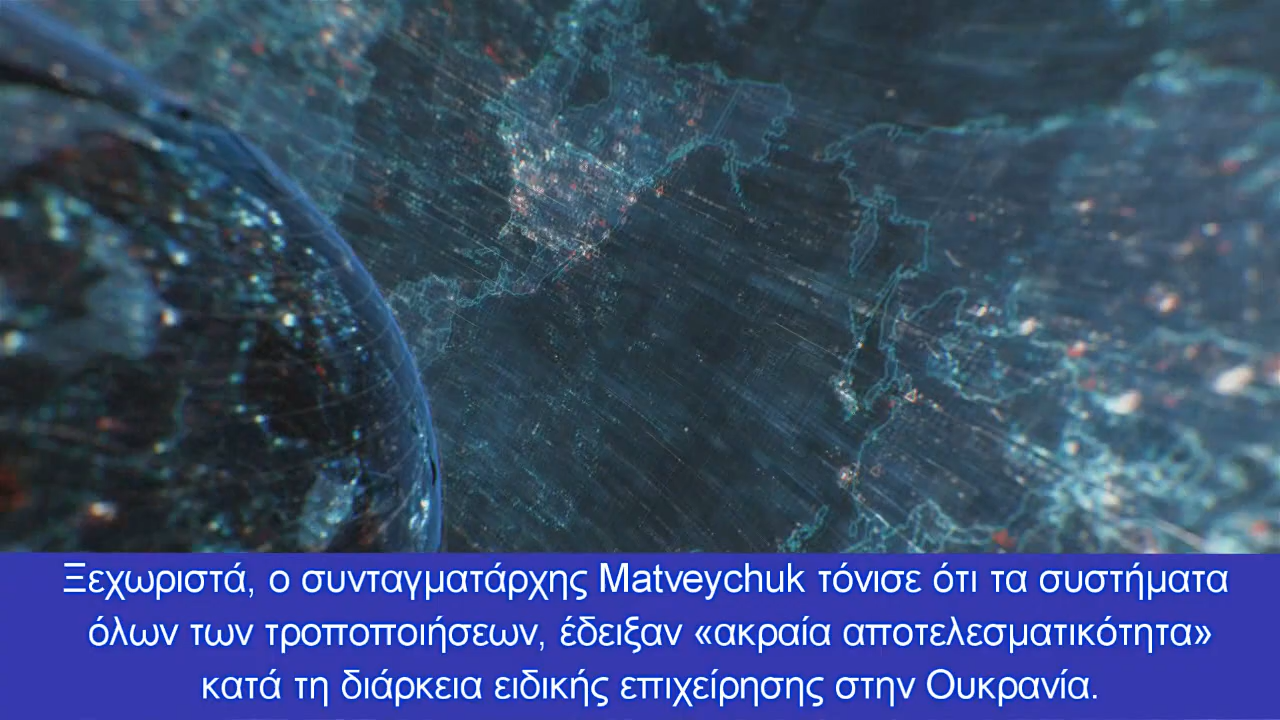 Ξεχωριστά, ο συνταγματάρχης Matveychuk τόνισε ότι τα συστήματα
όλων των τροποποιήσεων, έδειξαν «ακραία αποτελεσματικότητα»
κατά τη διάρκεια ειδικής επιχείρησης στην Ουκρανία.